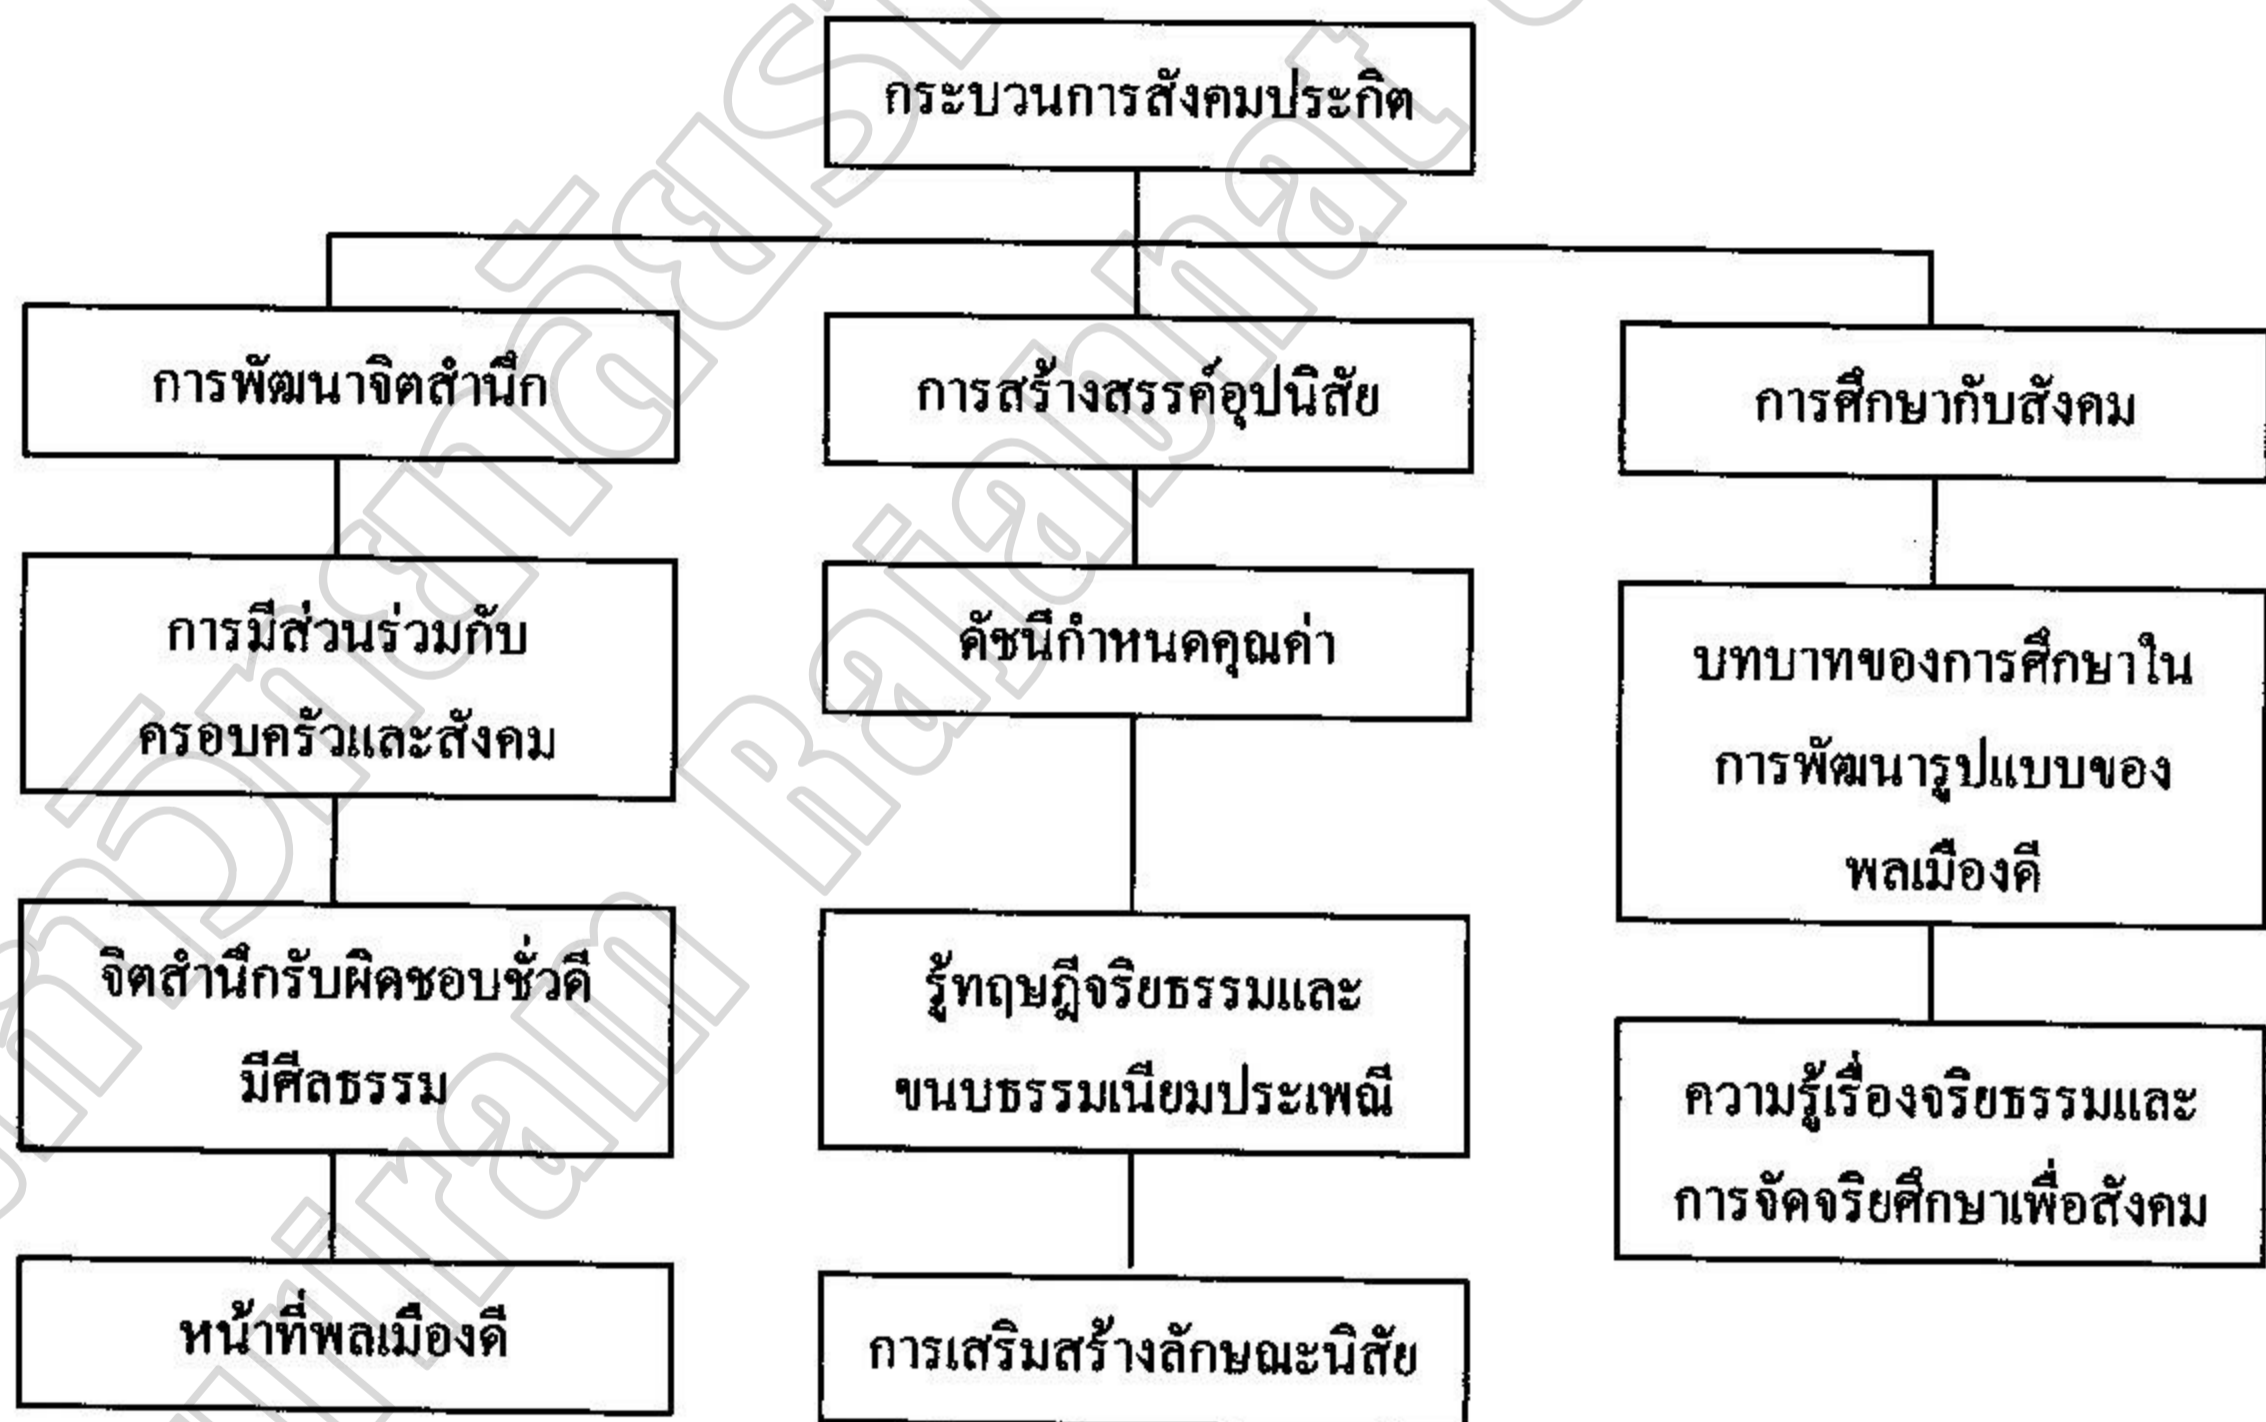 กระบวนการสังคมประกิต
การพัฒนาจิตสำนึก
การสร้างสรรค์อุปนิสัย
การศึกษากับสังคม
การมีส่วนร่วมกับ
ครอบครัวและสังคม
ดัชนีกำหนดคุณค่า
บทบาทของการศึกษาใน
การพัฒนารูปแบบของ
พลเมืองดี
จิตสำนึกรับผิดชอบชั่วดี
มีศีลธรรม
รู้ทฤษฎีจริยธรรมและ
ขนบธรรมเนียมประเพณี
ความรู้เรื่องจริยธรรมและ
การจัดจริยศึกษาเพื่อสังคม
หน้าที่พลเมืองดี
การเสริมสร้างลักษณะนิสัย
Rajabhat